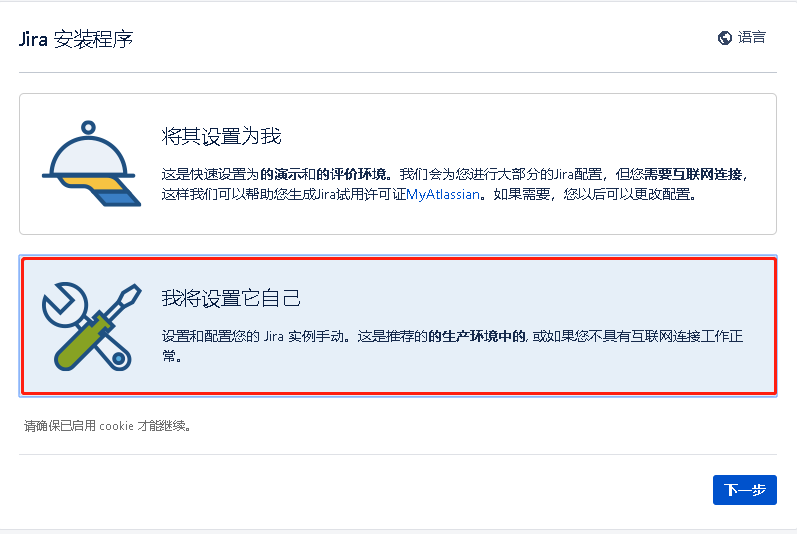 Jira 安装程序
语言
将其设置为我
这是快速设置为的演示和的评价环境。我们会为您进行大部分的Jira配置，但您需要互联网连接，
这样我们可以帮助您生成Jira试用许可证MyAtlassian。如果需要，您以后可以更改配置。
我将设置它自己
设置和配置您的 Jira 实例手动。这是推荐的的生产环境中的, 或如果您不具有互联网连接工作正
常。
请确保已启用 cookie 才能继续。
下一步